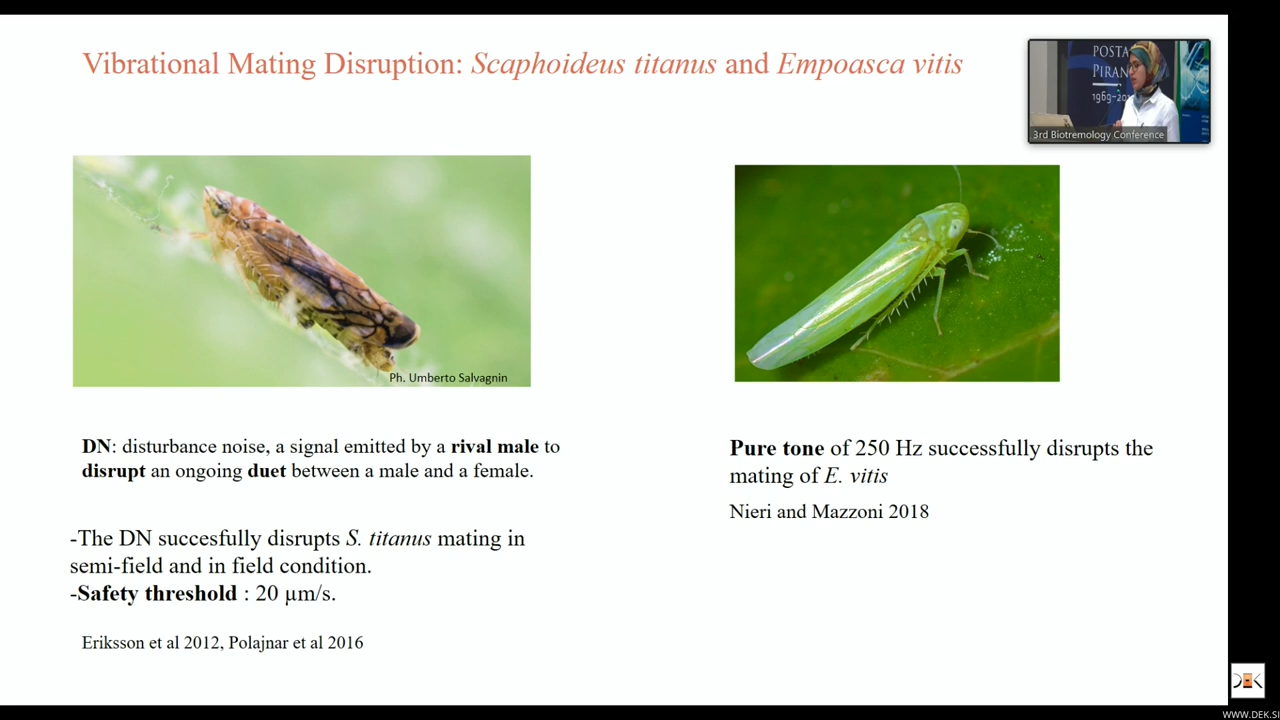 Vibrational Mating Disruption: Scaphoideus titanus and Empoasca vitis
POSTA
PIRAN
1969-20
3rd Biotremology Conference
Ph. Umberto Salvagnin
DN: disturbance noise, a signal emitted by a rival male to
disrupt an ongoing duet between a male and a female.
-The DN succesfully disrupts S. titanus mating in
semi-field and in field condition.
-Safety threshold : 20 µm/s.
Eriksson et al 2012, Polajnar et al 2016
Pure tone of 250 Hz successfully disrupts the
mating of E. vitis
Nieri and Mazzoni 2018
WWW.DEK.SI